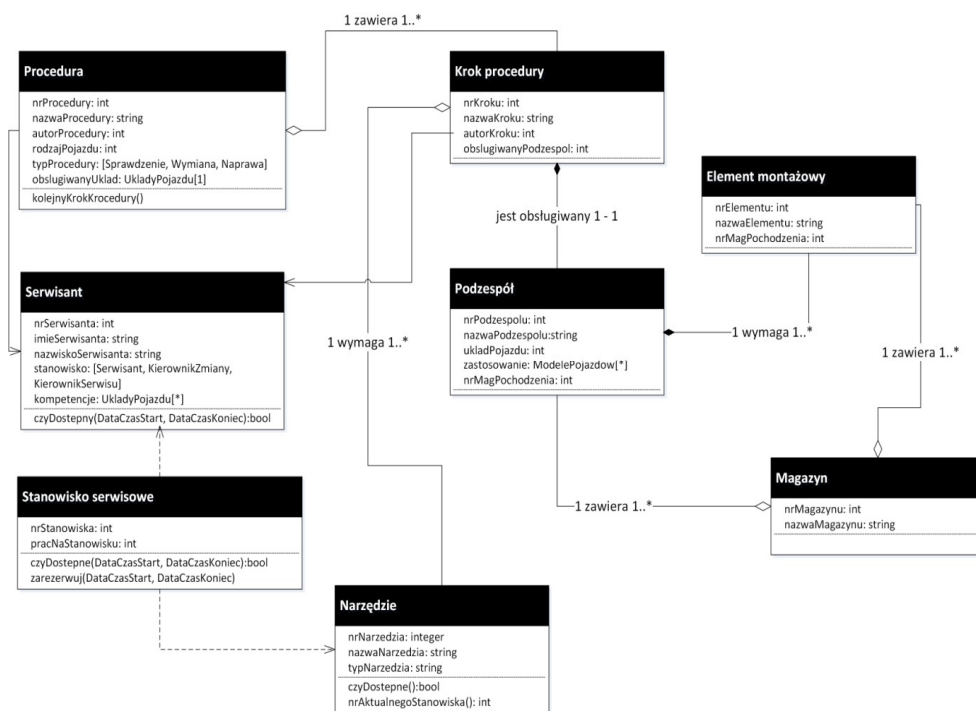 1 zawiera 1..*
Procedura
nrProcedury: int
nazwaProcedury: string
autorProcedury: int
rodzajPojazdu: int
typProcedury: [Sprawdzenie, Wymiana, Naprawa]
obslugiwanyUklad: UkladyPojazdu[1]
kolejnyKrokKrocedury()
Krok procedury
nrKroku: int
nazwaKroku: string
autorKroku: int
obslugiwanyPodzespol: int
Element montażowy
nrElementu: int
nazwaElementu: string
nrMagPochodzenia: int
jest obsługiwany 1 - 1
Serwisant
nrSerwisanta: int
imieSerwisanta: string
nazwiskoSerwisanta: string
stanowisko: [Serwisant, KierownikZmiany,
KierownikSerwisu]
kompetencje: UkladyPojazdu[*]
czyDostepny(DataCzasStart, DataCzasKoniec):bool
1 wymaga 1..*
Podzespół
nrPodzespolu: int
nazwaPodzespolu:string
ukladPojazdu: int
zastosowanie: ModelePojazdow[*]
nrMagPochodzenia: int
1 wymaga 1..*
1 zawiera 1..*
Stanowisko serwisowe
nrStanowiska: int
pracNaStanowisku: int
czyDostepne(DataCzasStart, DataCzasKoniec):bool
zarezerwuj(DataCzasStart, DataCzasKoniec)
1 zawiera 1..*
Magazyn
nrMagazynu: int
nazwaMagazynu: string
Narzędzie
nrNarzedzia: integer
nazwaNarzedzia: string
typNarzedzia: string
czyDostepne():bool
nrAktualnegoStanowiska(): int